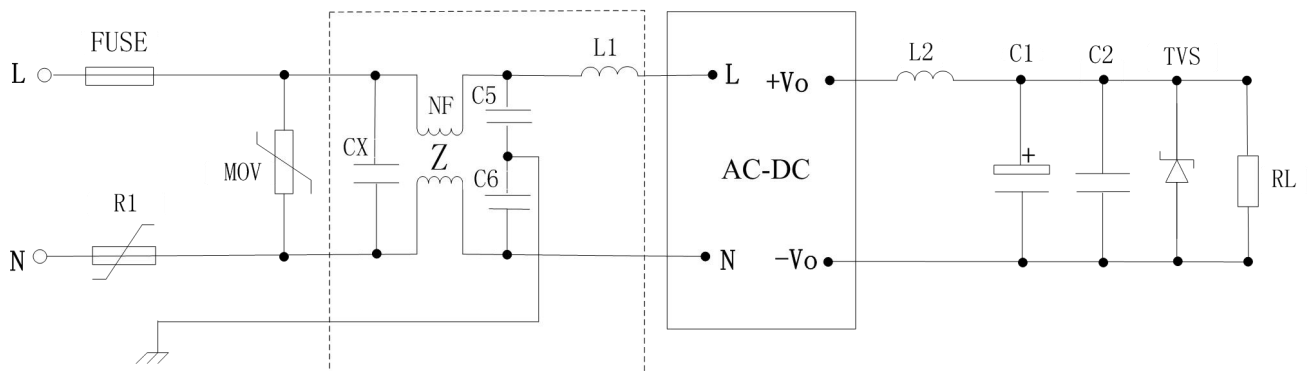 FUSE
L
R1
N
MOV
CX
NF
Z
C5
C6
L1
L
N
AC-DC
+Vo
−Vo
L2
C1
+
C2
TVS
RL